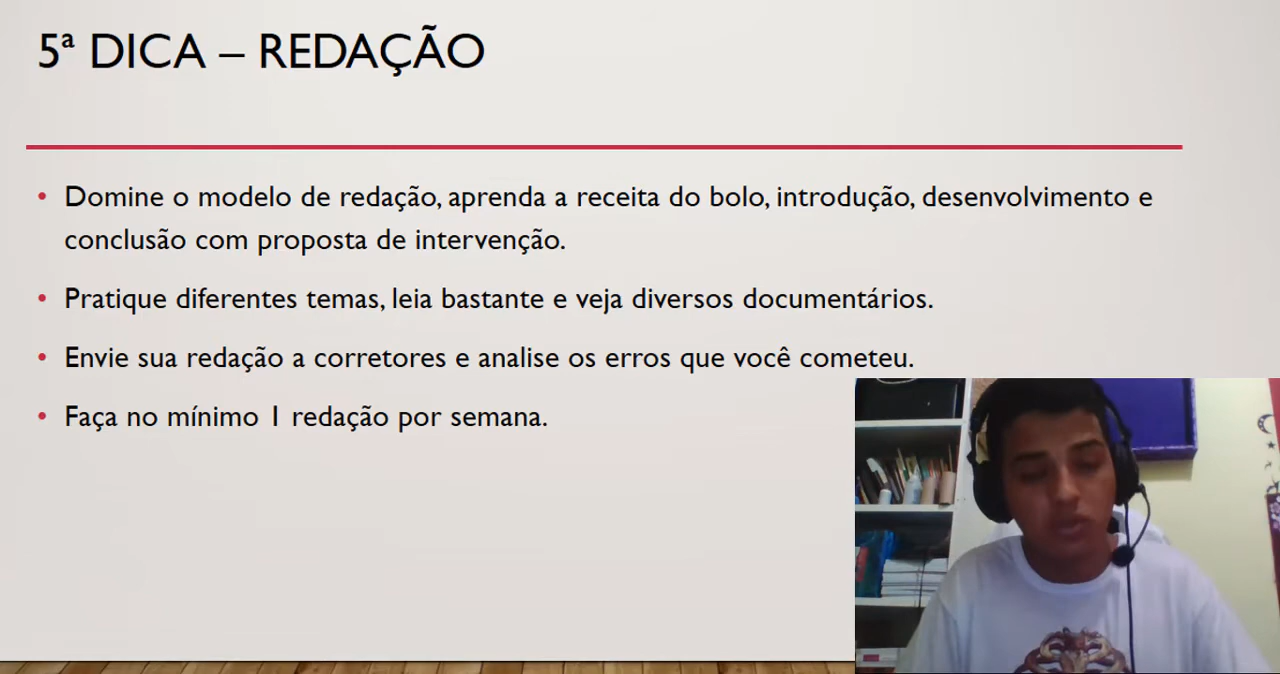 5ª DICA – REDAÇÃO
• Domine o modelo de redação, aprenda a receita do bolo, introdução, desenvolvimento e
conclusão com proposta de intervenção.
• Pratique diferentes temas, leia bastante e veja diversos documentários.
• Envie sua redação a corretores e analise os erros que você cometeu.
• Faça no mínimo 1 redação por semana.